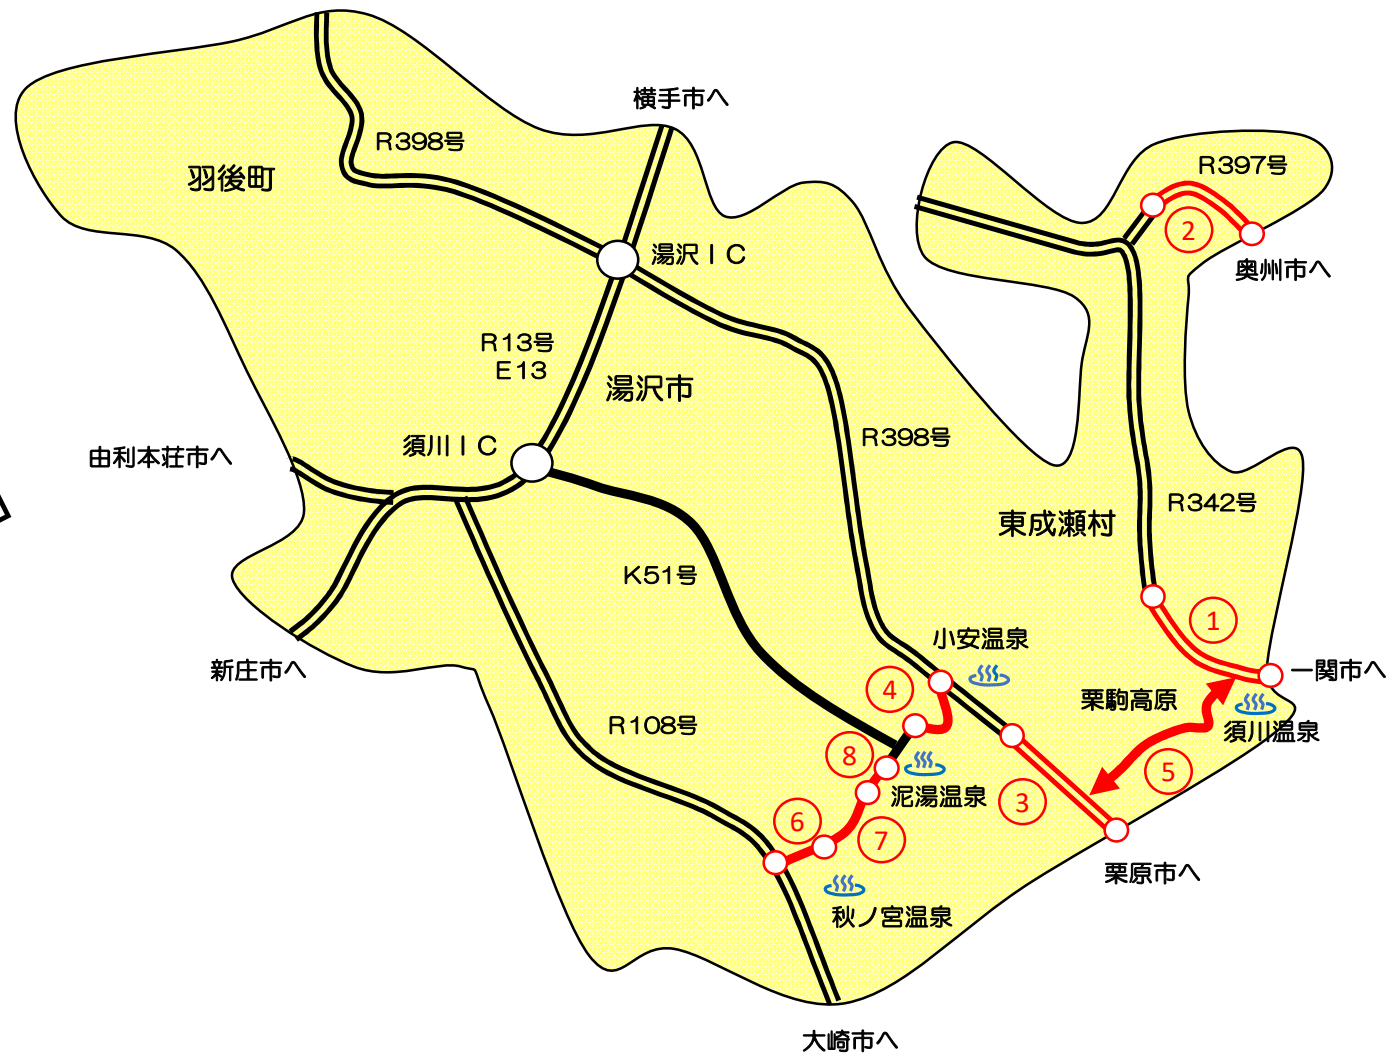 横手市へ
R398号
R397号
羽後町
②
湯沢IC
奥州市へ
R13号
E13
湯沢市
R398号
須川IC
由利本荘市へ
R342号
東成瀬村
K51号
①
小安温泉
新庄市へ
一関市へ
④
栗駒高原
R108号
須川温泉
⑧
⑤
泥湯温泉
③
⑥
⑦
栗原市へ
秋ノ宮温泉
大崎市へ